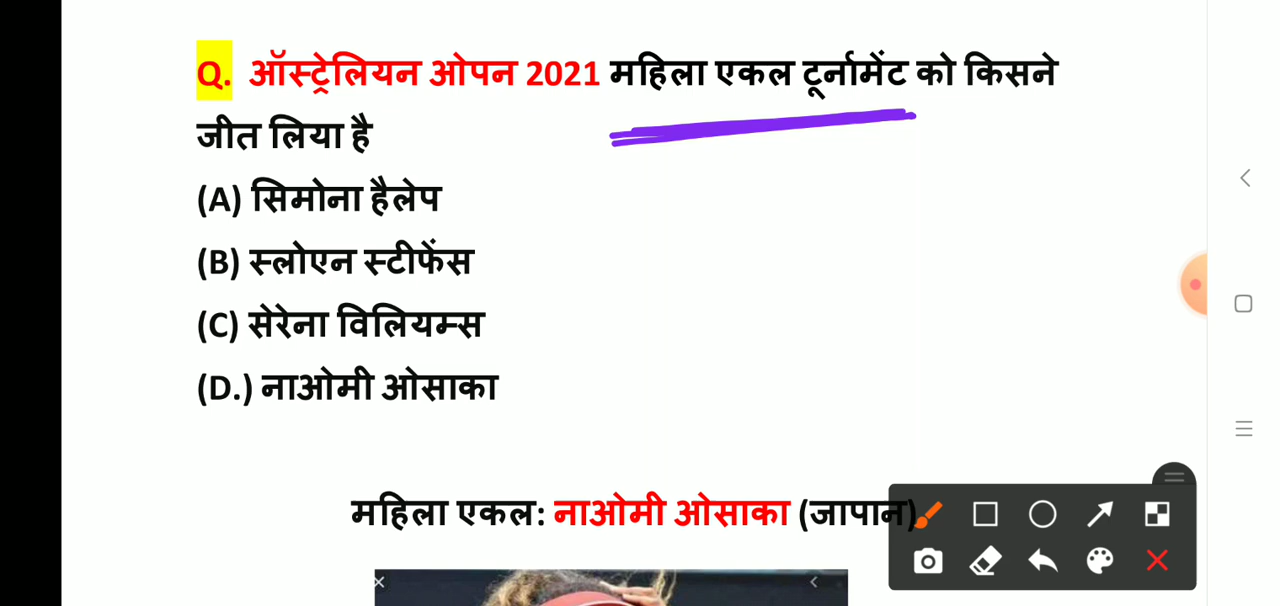 Q. ऑस्ट्रेलियन ओपन 2021 महिला एकल टूर्नामेंट को किसने
जीत लिया है
(A) सिमोना हैलेप
(B) स्लोएन स्टीफेंस
(C) सेरेना विलियम्स
(D.) नाओमी ओसाका
महिला एकल: नाओमी ओसाका (जापान)